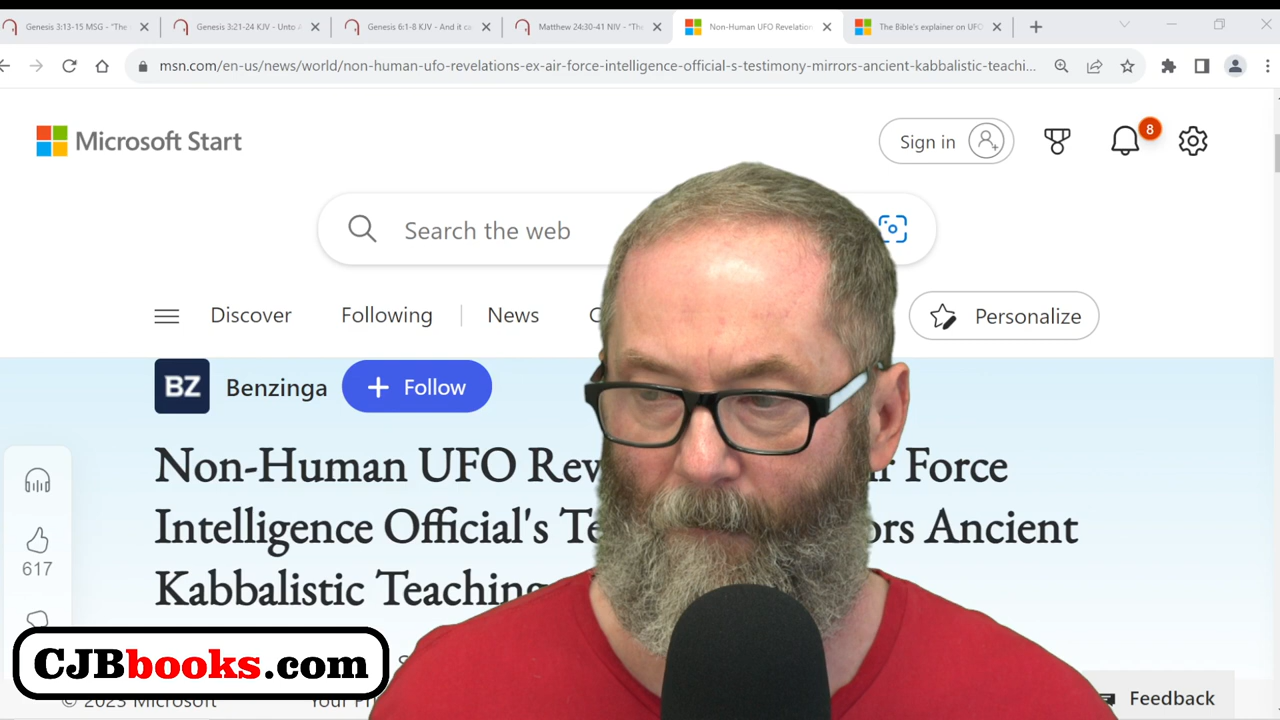 Genesis 3:13-15 MSG - "The
Genesis 3:21-24 KJV - Unto
Genesis 6:1-8 KJV - And it ca
Matthew 24:30-41 NIV - "The
Non-Human UFO Revelation
The Bible's explainer on UFO
msn.com/en-us/news/world/non-human-ufo-revelations-ex-air-force-intelligence-official-s-testimony-mirrors-ancient-kabbalistic-teachi...
Microsoft Start
Sign in
8
Search the web
Discover Following News Personalize
BZ Benzinga + Follow
Non-Human UFO Rev Force
Intelligence Official's Te ors Ancient
Kabbalistic Teaching
617
CJBbooks.com
© 2023 Microsoft
Feedback